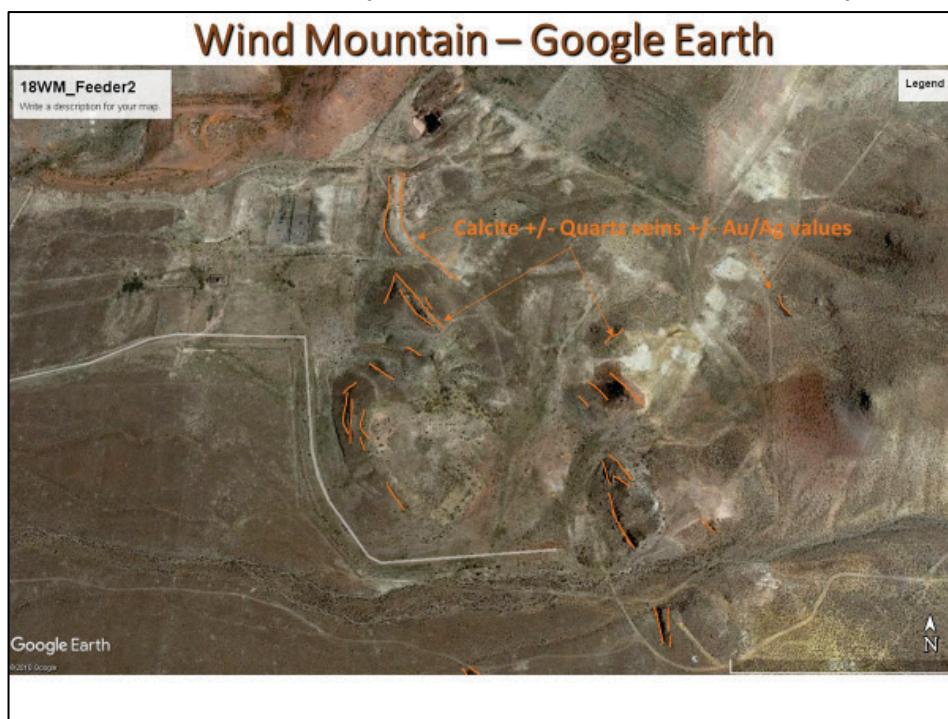 Wind Mountain – Google Earth
18WM_Feeder2
Write a description for your map.
Legend
Calcite +/- Quartz veins +/- Au/Ag values
Google Earth
N